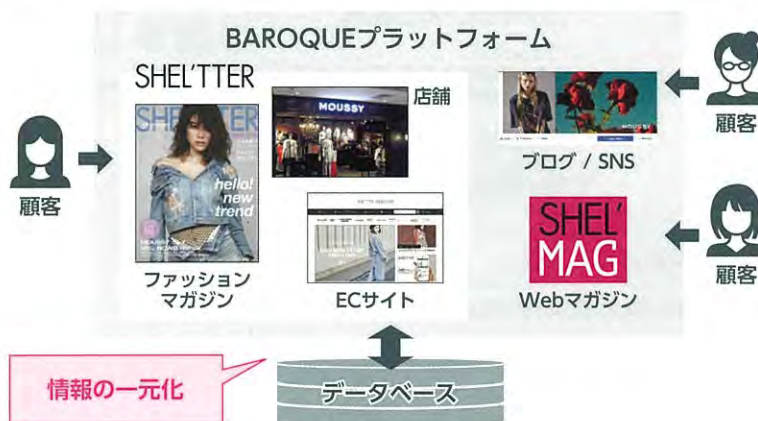 BAROQUEプラットフォーム
SHEL'TTER
SHEL'TTER
hello!
new
trend
ファッション
マガジン
MOUSSY
店舗
ECサイト
MOUSSY
ブログ / SNS
SHEL'
MAG
Webマガジン
顧客
顧客
顧客
情報の一元化
データベース